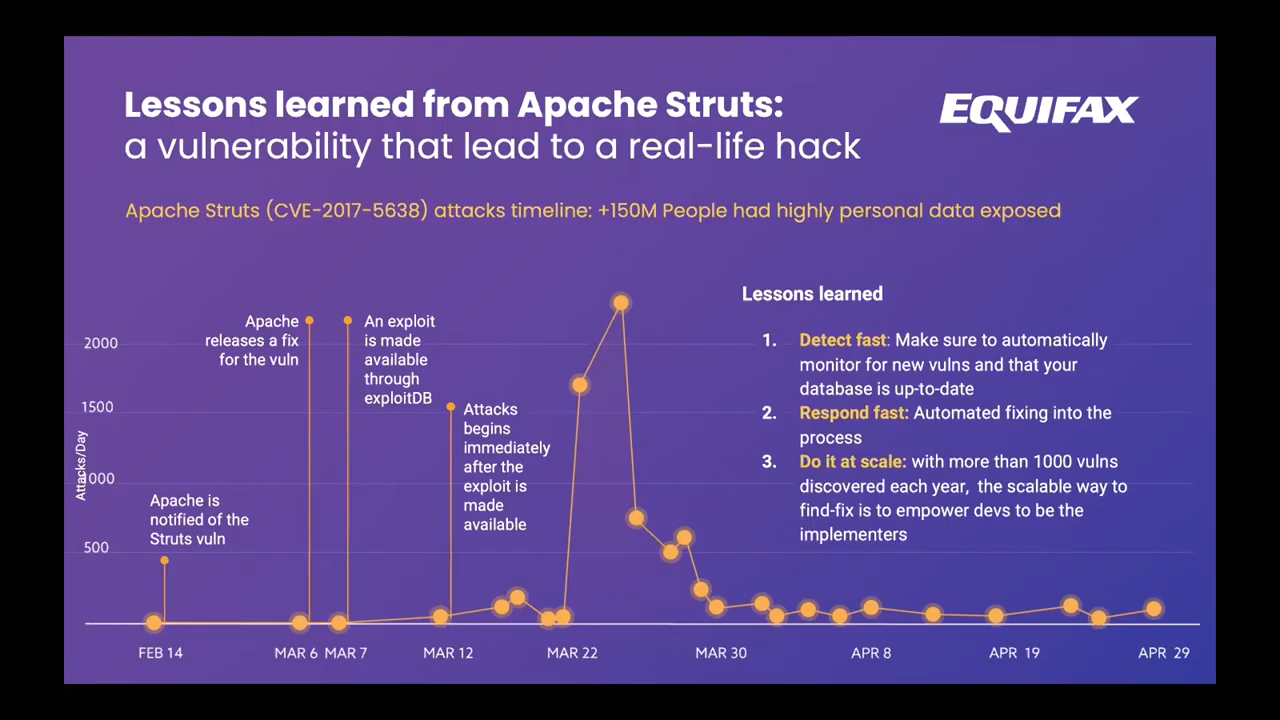 Lessons learned from Apache Struts:
a vulnerability that lead to a real-life hack
EQUIFAX
Apache Struts (CVE-2017-5638) attacks timeline: +150M People had highly personal data exposed
Lessons learned
1. Detect fast: Make sure to automatically
monitor for new vulns and that your
database is up-to-date
2. Respond fast: Automated fixing into the
process
3. Do it at scale: with more than 1000 vulns
discovered each year, the scalable way to
find-fix is to empower devs to be the
implementers
Attacks/Day
2000
1500
1000
500
Apache is
notified of the
Struts vuln
Apache
releases a fix
for the vuln
An exploit
is made
available
through
exploitDB
Attacks
begins
immediately
after the
exploit is
made
available
FEB 14
MAR 6
MAR 7
MAR 12
MAR 22
MAR 30
APR 8
APR 19
APR 29